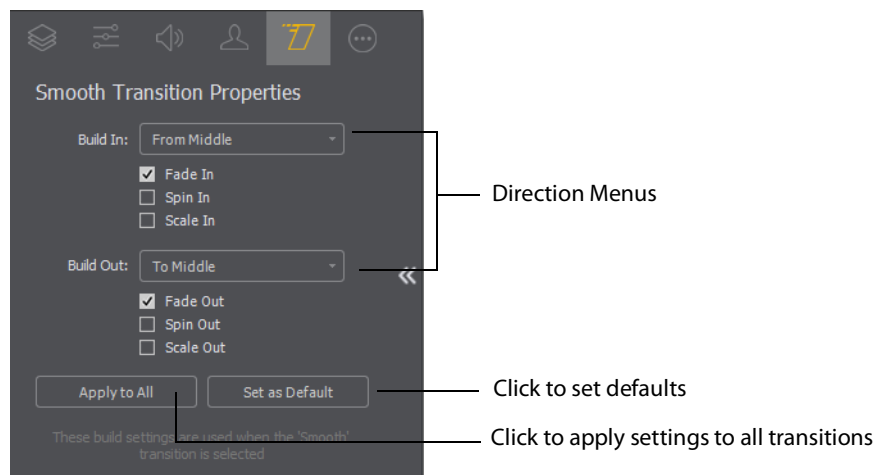 Smooth Transition Properties
Build In: From Middle
Fade In
Spin In
Scale In
Direction Menus
Build Out: To Middle
Fade Out
Spin Out
Scale Out
Apply to All Set as Default
Click to set defaults
These build settings are used when the 'Smooth'
transition is selected
Click to apply settings to all transitions